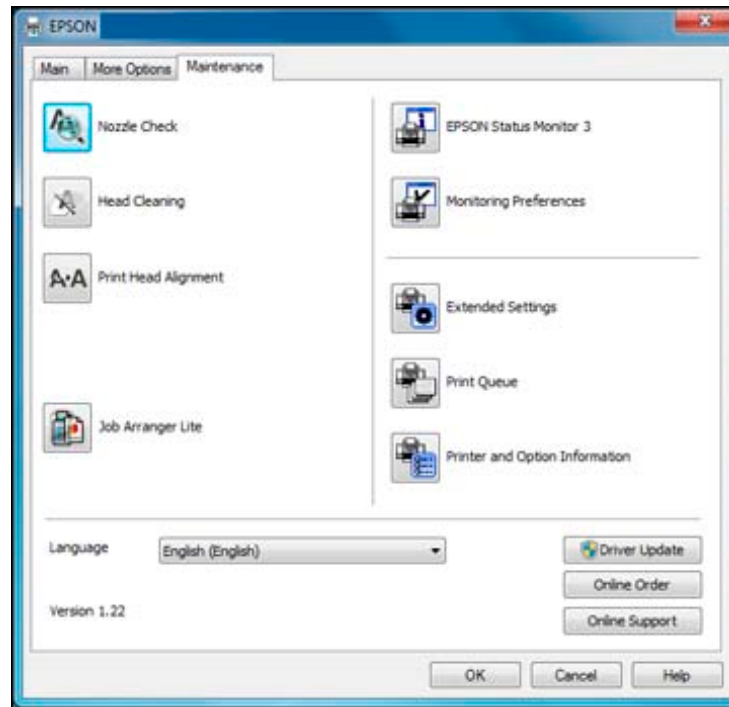 EPSON
Main
More Options
Maintenance
Nozzle Check
Head Cleaning
A·A Print Head Alignment
Job Arranger Lite
EPSON Status Monitor 3
Monitoring Preferences
Extended Settings
Print Queue
Printer and Option Information
Language
English (English)
Version 1.22
Driver Update
Online Order
Online Support
OK
Cancel
Help